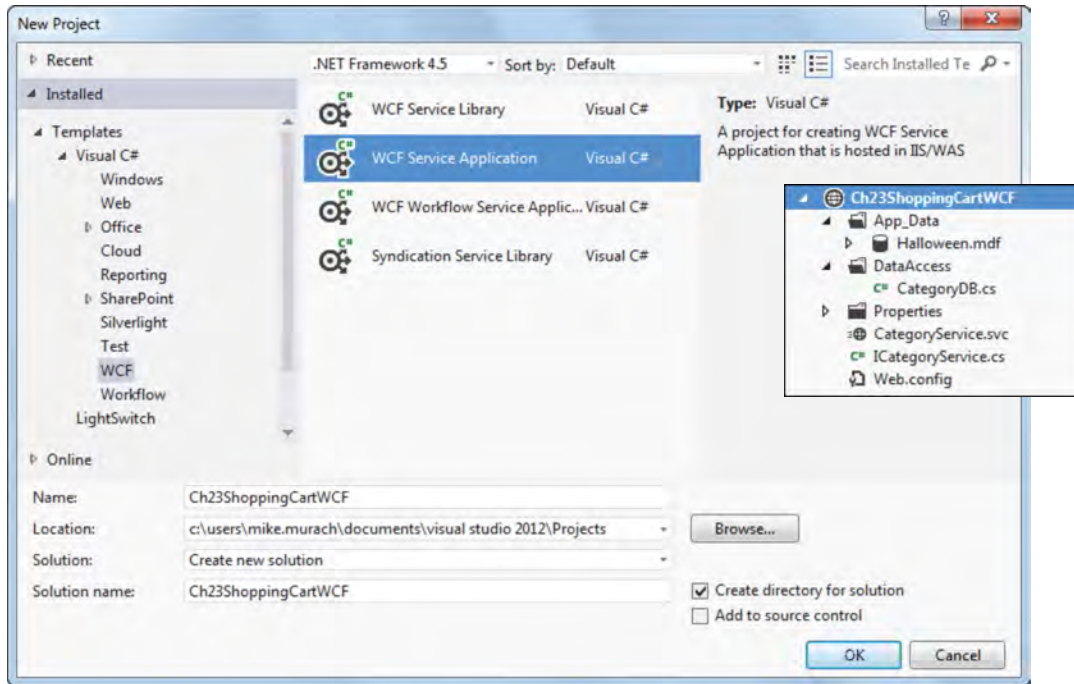 New Project
Recent
Installed
Templates
Visual C#
Windows
Web
Office
Cloud
Reporting
SharePoint
Silverlight
Test
WCF
Workflow
LightSwitch
Online
.NET Framework 4.5 Sort by: Default
Search Installed Te
C# WCF Service Library Visual C#
C# WCF Service Application Visual C#
C# WCF Workflow Service Applic... Visual C#
C# Syndication Service Library Visual C#
Type: Visual C#
A project for creating WCF Service
Application that is hosted in IIS/WAS
Ch23ShoppingCartWCF
App_Data
Halloween.mdf
DataAccess
C# CategoryDB.cs
Properties
CategoryService.svc
C# ICategoryService.cs
Web.config
Name: Ch23ShoppingCartWCF
Location: c:\users\mike.murach\documents\visual studio 2012\Projects Browse...
Solution: Create new solution
Solution name: Ch23ShoppingCartWCF
Create directory for solution
Add to source control
OK Cancel